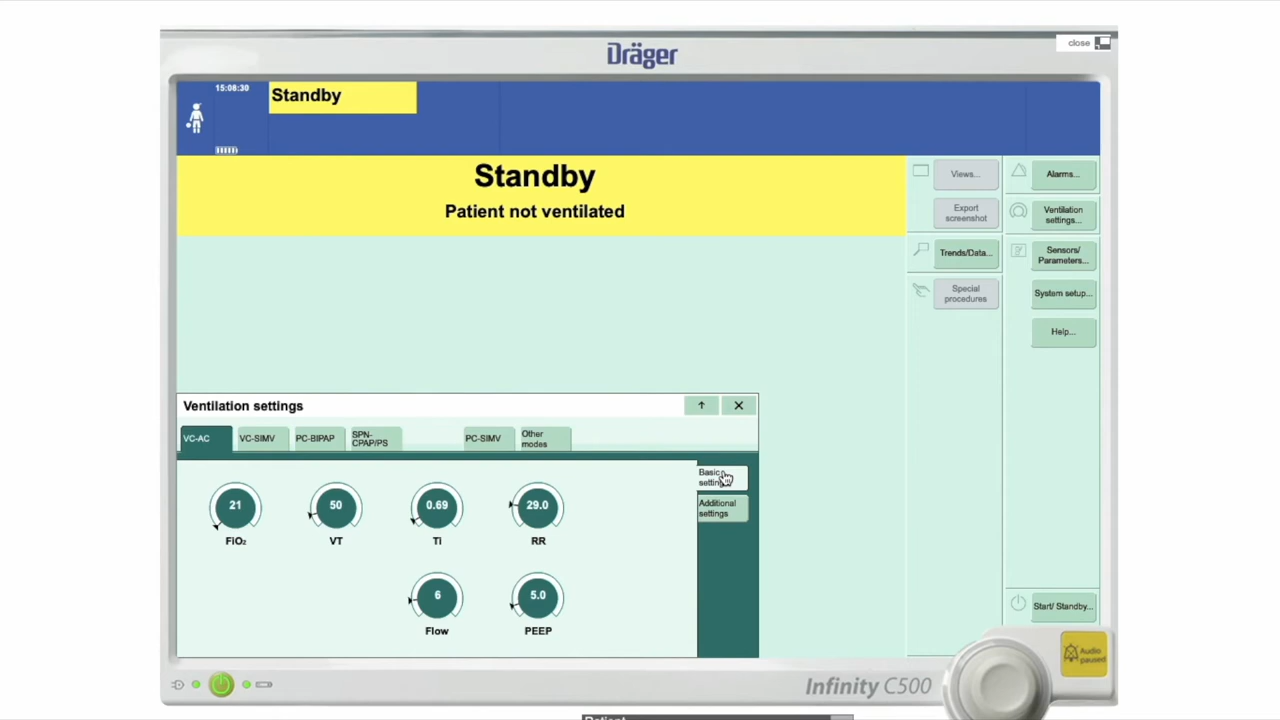 Dräger
close
15:08:30
Standby
Standby
Patient not ventilated
Views...
Alarms...
Export
screenshot
Ventilation
settings...
Trends/Data...
Sensors/
Parameters...
Special
procedures
System setup...
Help...
Ventilation settings
VC-AC
VC-SIMV
PC-BIPAP
SPN-
CPAP/PS
PC-SIMV
Other
modes
Basic
settings
Additional
settings
21
50
0.69
29.0
FiO₂
VT
Ti
RR
6
5.0
Flow
PEEP
Start/ Standby...
Audio
paused
Infinity C500
Patient